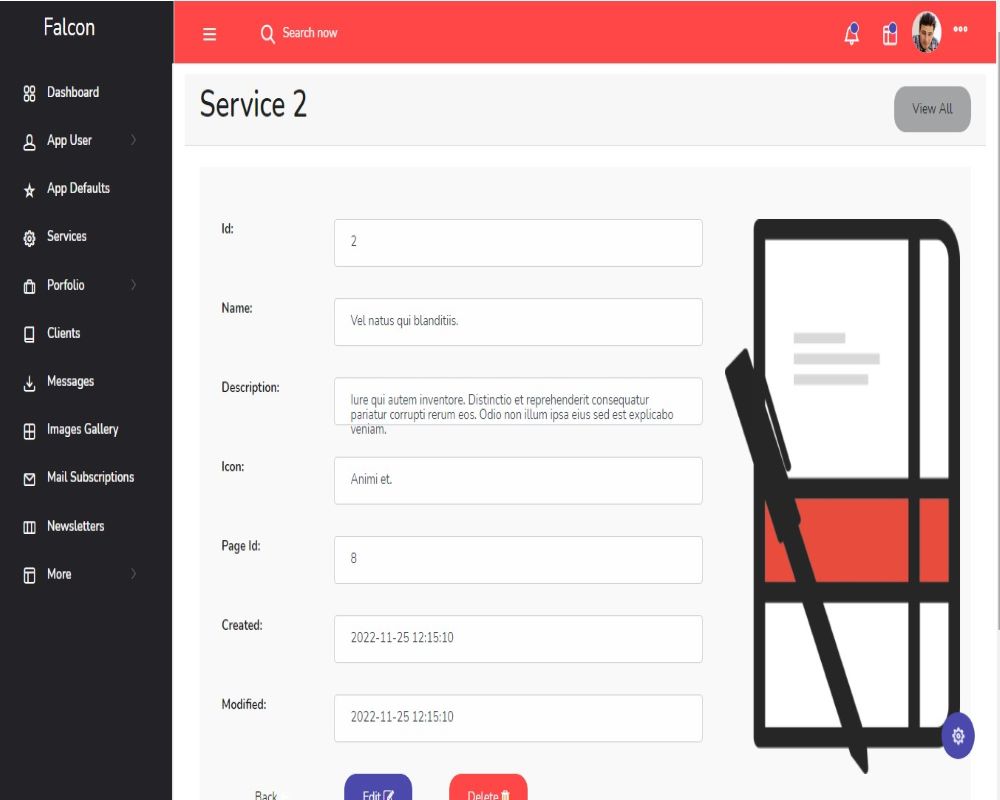 Falcon
Search now
Dashboard
App User
App Defaults
Services
Porfolio
Clients
Messages
Images Gallery
Mail Subscriptions
Newsletters
More
Service 2
View All
Id:
2
Name:
Vel natus qui blanditiis.
Description:
Iure qui autem inventore. Distinctio et reprehenderit consequatur
pariatur corrupti rerum eos. Odio non illum ipsa eius sed est explicabo
veniam.
Icon:
Animi et.
Page Id:
8
Created:
2022-11-25 12:15:10
Modified:
2022-11-25 12:15:10
Back
Edit
Delete